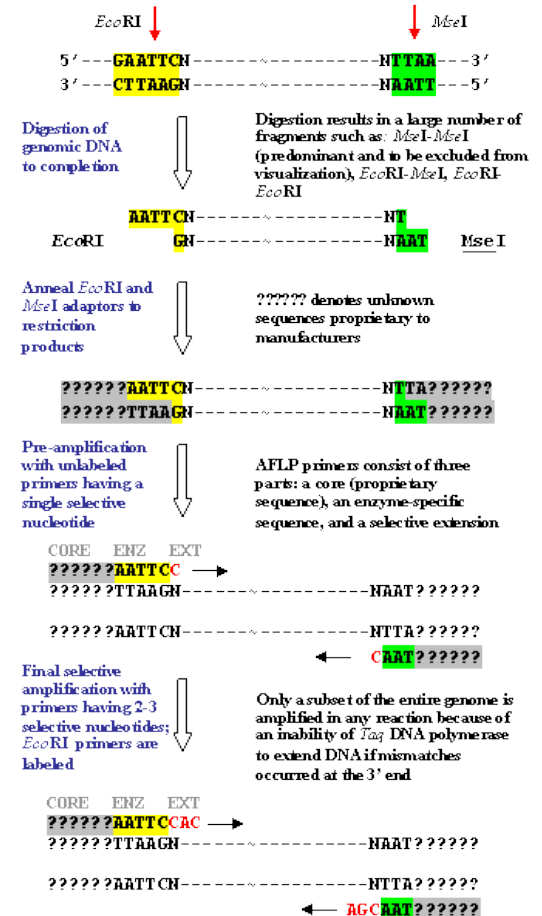 EcoRI MseI
5′---GAATTCN------~------NTTAA---3′
3′---CTTAAGN------~------NAATT---5′
Digestion of
genomic DNA
to completion
Digestion results in a large number of
fragments such as: MseI-MseI
(predominant and to be excluded from
visualization), EcoRI-MseI, EcoRI-
EcoRI
AATTCN------~------NT
EcoRI GN------~------NAAT MseI
Anneal EcoRI and
MseI adaptors to
restriction
products
?????? denotes unknown
sequences proprietary to
manufacturers
??????AATTCN------~------NTTA??????
??????TTAAGN------~------NAAT??????
Pre-amplification
with unlabeled
primers having a
single selective
nucleotide
AFLP primers consist of three
parts: a core (proprietary
sequence), an enzyme-specific
sequence, and a selective extension
CORE ENZ EXT
??????AATTCC
??????TTAAGN------~------NAAT??????
??????AATTCN------~------NTTA??????
CAAT??????
Final selective
amplification with
primers having 2-3
selective nucleotides;
EcoRI primers are
labeled
Only a subset of the entire genome is
amplified in any reaction because of
an inability of Taq DNA polymerase
to extend DNA if mismatches
occurred at the 3' end
CORE ENZ EXT
??????AATTCCAC
??????TTAAGN------~------NAAT??????
??????AATTCN------~------NTTA??????
AGCAAT??????